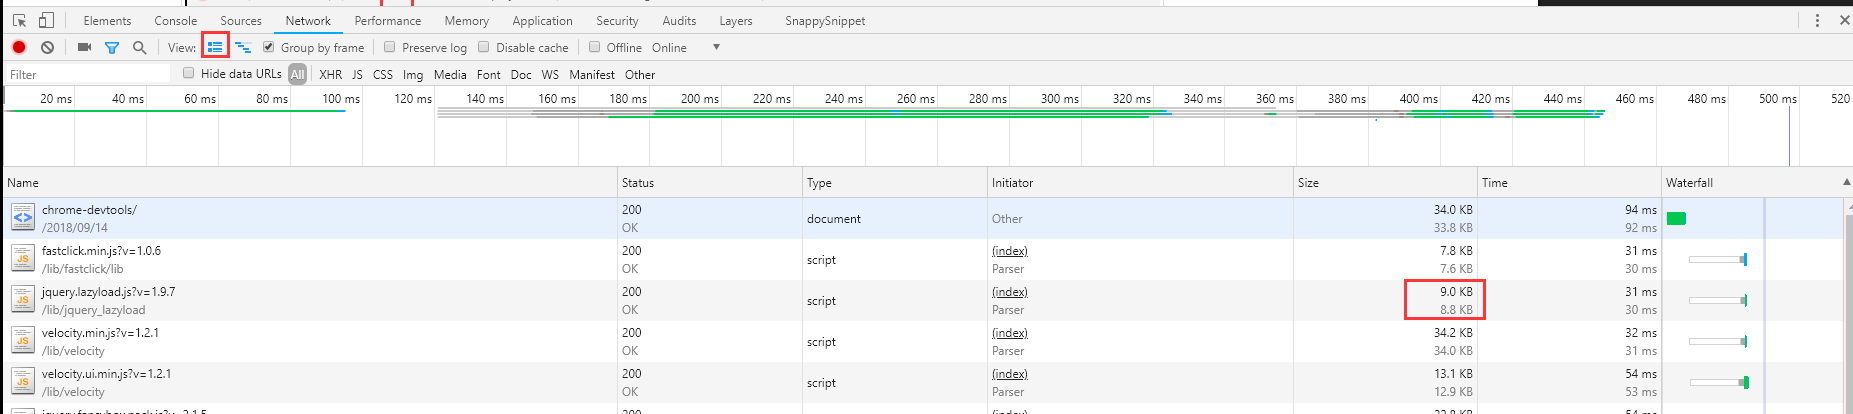 Elements Console Sources Network Performance Memory Application Security Audits Layers SnappySnippet
View: Group by frame Preserve log Disable cache Offline Online
Filter Hide data URLs All XHR JS CSS Img Media Font Doc WS Manifest Other
20 ms 40 ms 60 ms 80 ms 100 ms 120 ms 140 ms 160 ms 180 ms 200 ms 220 ms 240 ms 260 ms 280 ms 300 ms 320 ms 340 ms 360 ms 380 ms 400 ms 420 ms 440 ms 460 ms 480 ms 500 ms 520
Name Status Type Initiator Size Time Waterfall
chrome-devtools/ 200 document Other 34.0 KB 94 ms
/2018/09/14 OK 33.8 KB 92 ms
fastclick.min.js?v=1.0.6 200 script (index) 7.8 KB 31 ms
/lib/fastclick/lib OK Parser 7.6 KB 30 ms
jquery.lazyload.js?v=1.9.7 200 script (index) 9.0 KB 31 ms
/lib/jquery_lazyload OK Parser 8.8 KB 30 ms
velocity.min.js?v=1.2.1 200 script (index) 34.2 KB 32 ms
/lib/velocity OK Parser 34.0 KB 31 ms
velocity.ui.min.js?v=1.2.1 200 script (index) 13.1 KB 54 ms
/lib/velocity OK Parser 12.9 KB 53 ms